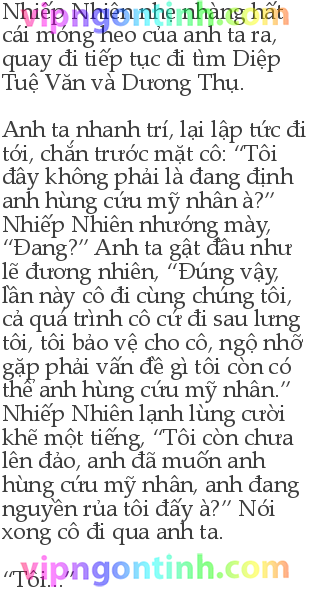 vipngontinh.com
Nhiếp Nhiên nhẹ nhàng hất
cái móng heo của anh ta ra,
quay đi tiếp tục đi tìm Diệp
Tuệ Văn và Dương Thụ.
Anh ta nhanh trí, lại lập tức đi
tới, chắn trước mặt cô: “Tôi
đây không phải là đang định
anh hùng cứu mỹ nhân à?”
Nhiếp Nhiên nhướng mày,
“Đang?” Anh ta gật đầu như
lẽ đương nhiên, “Đúng vậy,
lần này cô đi cùng chúng tôi,
cả quá trình cô cứ đi sau lưng
tôi, tôi bảo vệ cho cô, ngộ nhỡ
gặp phải vấn đề gì tôi còn có
thể anh hùng cứu mỹ nhân.”
Nhiếp Nhiên lạnh lùng cười
khẽ một tiếng, “Tôi còn chưa
lên đảo, anh đã muốn anh
hùng cứu mỹ nhân, anh đang
nguyền rủa tôi đấy à?” Nói
xong cô đi qua anh ta.
vipngontinh.com
“Tôi...”